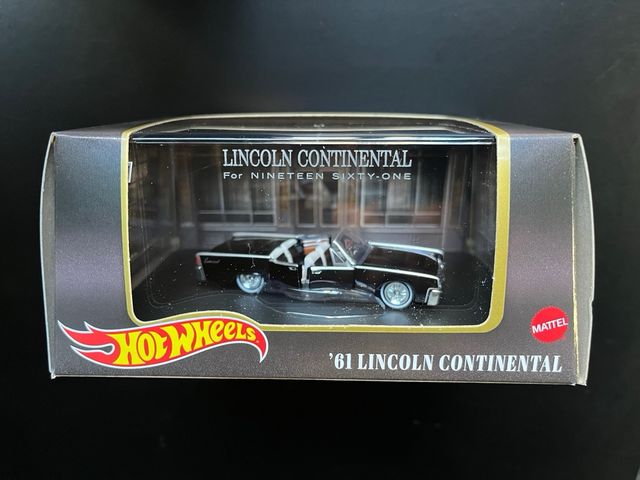 LINCOLN CONTINENTAL
For NINETEEN SIXTY-ONE
HOT WHEELS
MATTEL
'61 LINCOLN CONTINENTAL